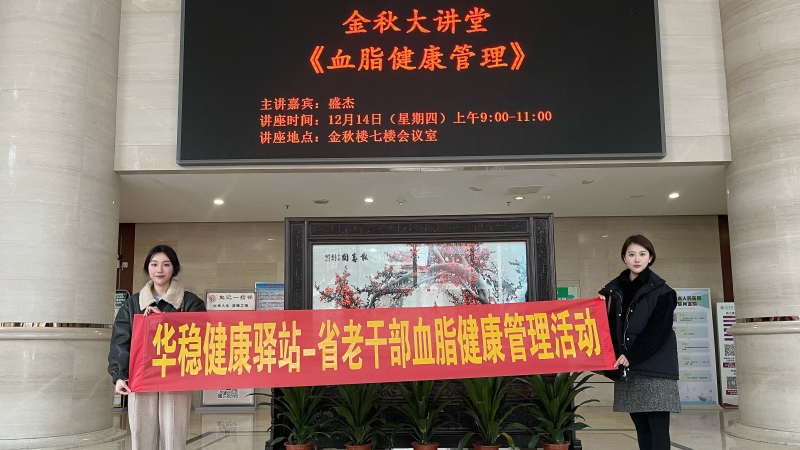 金秋大讲堂
《血脂健康管理》
主讲嘉宾：盛杰
讲座时间：12月14日（星期四）上午9:00-11:00
讲座地点：金秋楼七楼会议室
华稳健康驿站-省老干部血脂健康管理活动